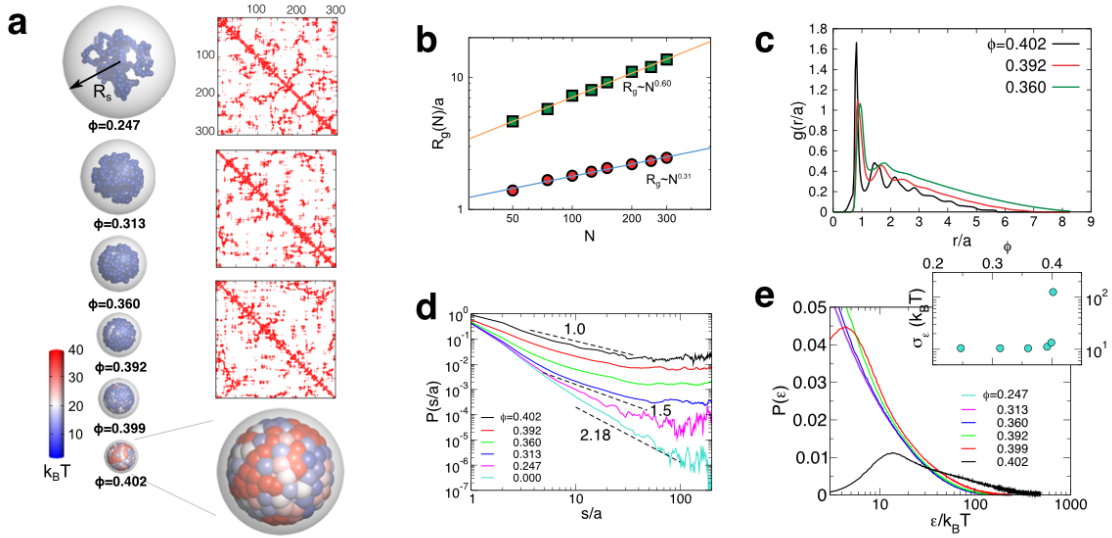 a
R_s
ϕ=0.247
ϕ=0.313
ϕ=0.360
ϕ=0.392
ϕ=0.399
ϕ=0.402
40
30
20
10
k_BT
100 200 300
100
200
300
b
R_g(N)/a
10
1
R_g~N^0.60
R_g~N^0.31
50 100 200 300
N
c
g(r/a)
1.8
1.6
1.4
1.2
1
0.8
0.6
0.4
0.2
0
ϕ=0.402
0.392
0.360
0 1 2 3 4 5 6 7 8 9
r/a
d
P(s/a)
10^0
10^-1
10^-2
10^-3
10^-4
10^-5
10^-6
10^-7
1.0
1.5
2.18
ϕ=0.402
0.392
0.360
0.313
0.247
0.000
1 10 100
s/a
e
P(ε)
0.05
0.04
0.03
0.02
0.01
0
ϕ
0.2 0.3 0.4 0.5
σ_ε (k_BT)
10^2
10^1
ϕ=0.247
0.313
0.360
0.392
0.399
0.402
10 100 1000
ε/k_BT